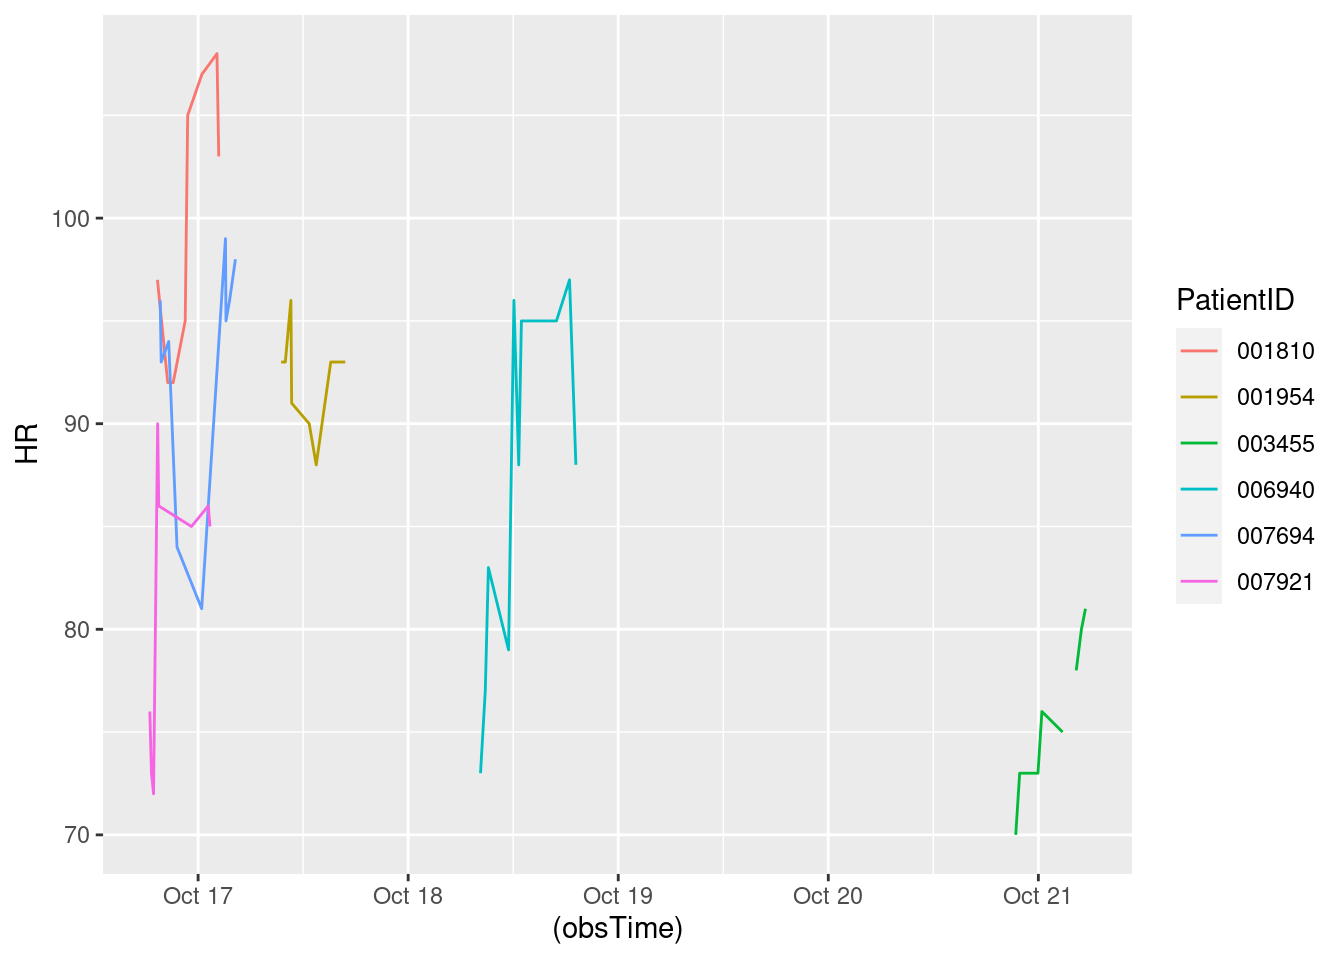 100
90
80
70
HR
Oct 17
Oct 18
Oct 19
Oct 20
Oct 21
(obsTime)
PatientID
001810
001954
003455
006940
007694
007921